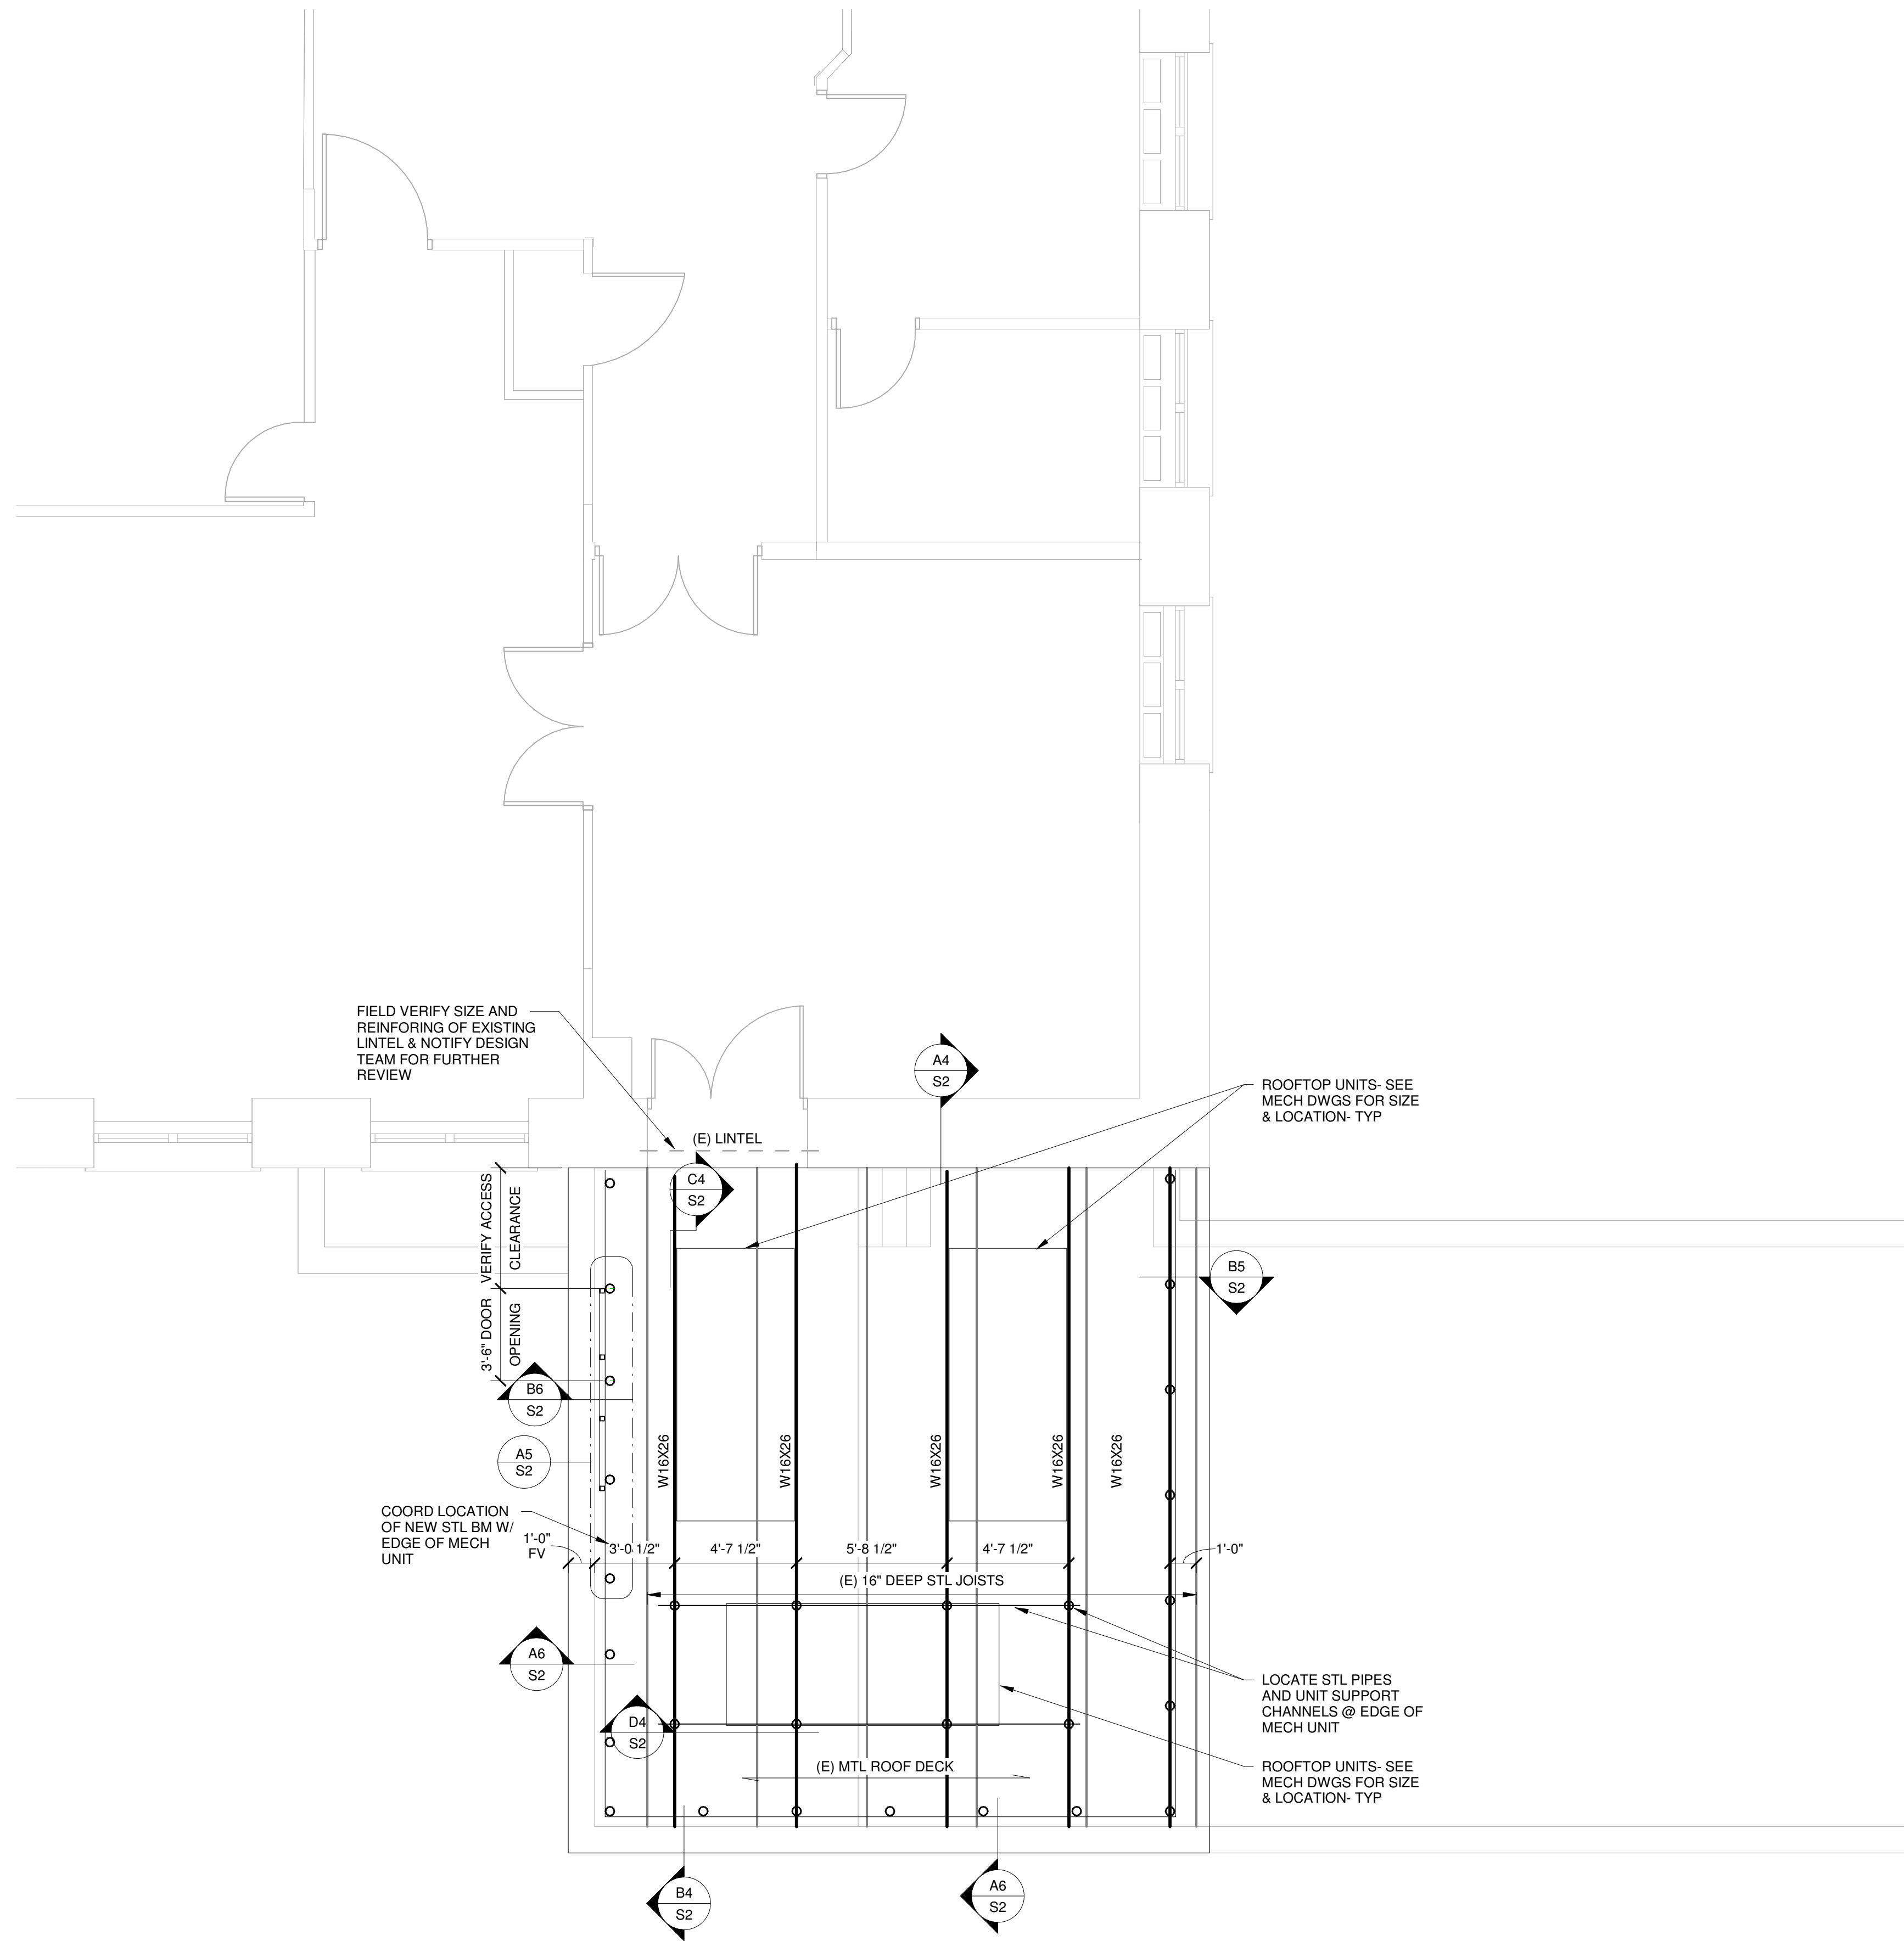 FIELD VERIFY SIZE AND
REINFORING OF EXISTING
LINTEL & NOTIFY DESIGN
TEAM FOR FURTHER
REVIEW
A4
S2
ROOFTOP UNITS- SEE
MECH DWGS FOR SIZE
& LOCATION- TYP
(E) LINTEL
C4
S2
VERIFY ACCESS
CLEARANCE
3'-6" DOOR
OPENING
B5
S2
B6
S2
A5
S2
W16X26
W16X26
W16X26
W16X26
W16X26
COORD LOCATION
OF NEW STL BM W/
EDGE OF MECH
UNIT
1'-0"
FV
3'-0 1/2"
4'-7 1/2"
5'-8 1/2"
4'-7 1/2"
1'-0"
(E) 16" DEEP STL JOISTS
A6
S2
D4
S2
LOCATE STL PIPES
AND UNIT SUPPORT
CHANNELS @ EDGE OF
MECH UNIT
(E) MTL ROOF DECK
ROOFTOP UNITS- SEE
MECH DWGS FOR SIZE
& LOCATION- TYP
B4
S2
A6
S2